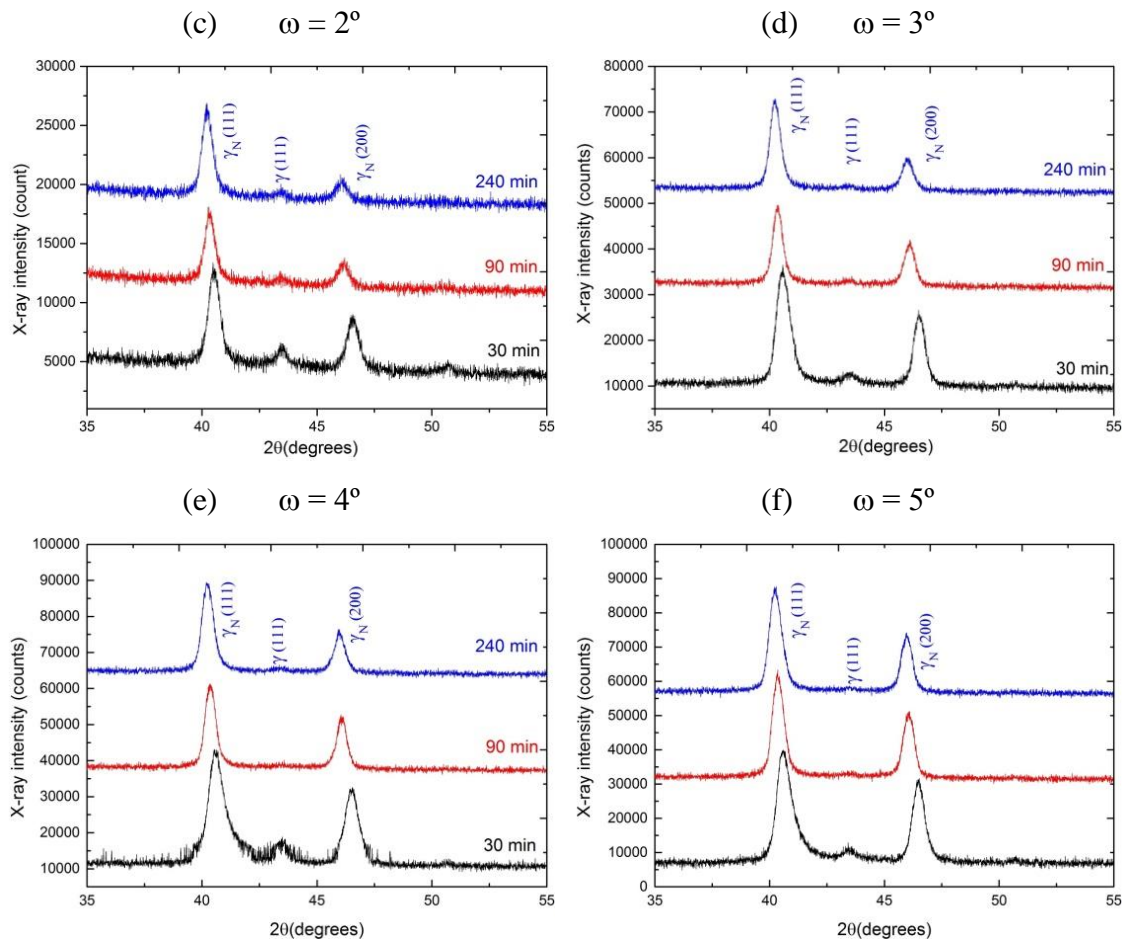 (c) ω = 2º
30000
25000
20000
15000
10000
5000
X-ray intensity (count)
γN (111)
γ (111)
γN (200)
240 min
90 min
30 min
35 40 45 50 55
2θ(degrees)
(d) ω = 3º
80000
70000
60000
50000
40000
30000
20000
10000
X-ray intensity (count)
γN (111)
γ (111)
γN (200)
240 min
90 min
30 min
35 40 45 50 55
2θ(degrees)
(e) ω = 4º
100000
90000
80000
70000
60000
50000
40000
30000
20000
10000
X-ray intensity (counts)
γN (111)
γ (111)
γN (200)
240 min
90 min
30 min
35 40 45 50 55
2θ(degrees)
(f) ω = 5º
100000
90000
80000
70000
60000
50000
40000
30000
20000
10000
0
X-ray intensity (counts)
γN (111)
γ (111)
γN (200)
240 min
90 min
30 min
35 40 45 50 55
2θ(degrees)